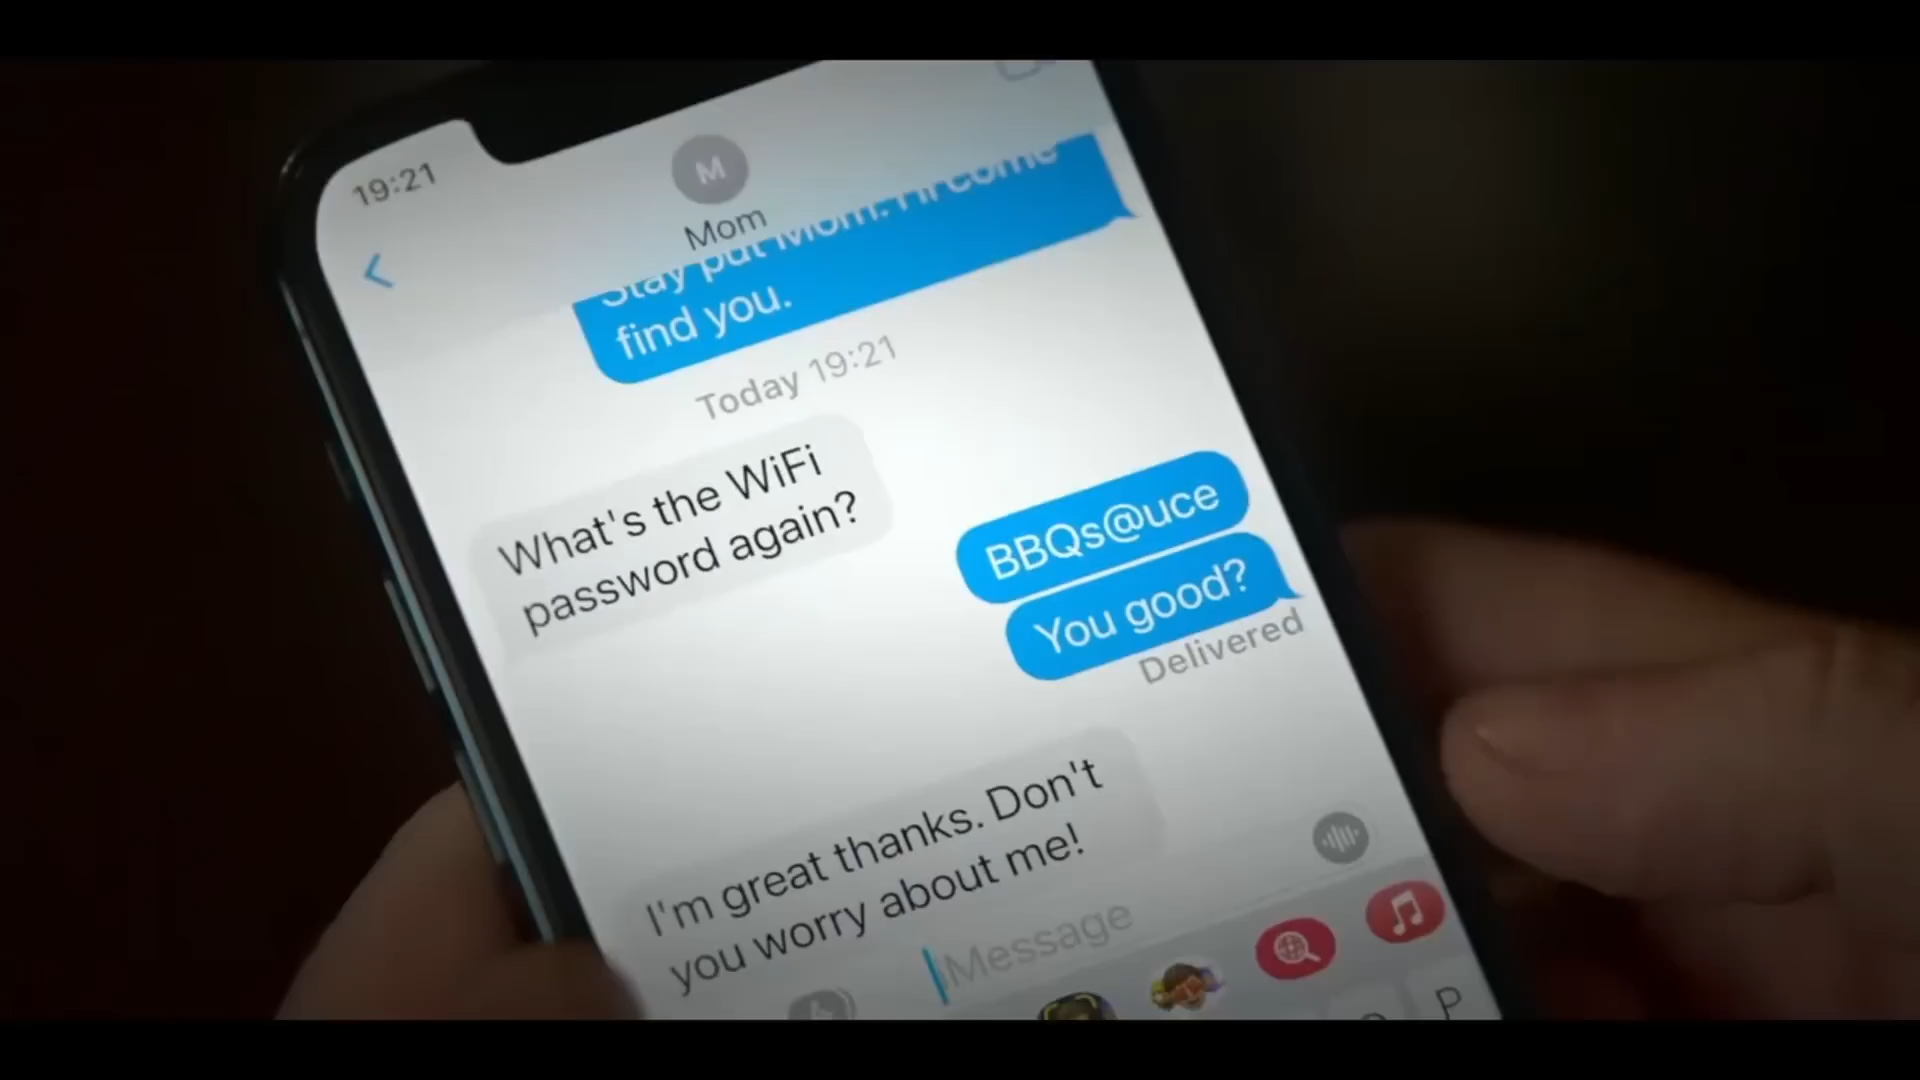 19:21
M
Mom
Stay put Mom. I'll come
find you.
Today 19:21
What's the WiFi
password again?
BBQs@uce
You good?
Delivered
I'm great thanks. Don't
you worry about me!
Message
P